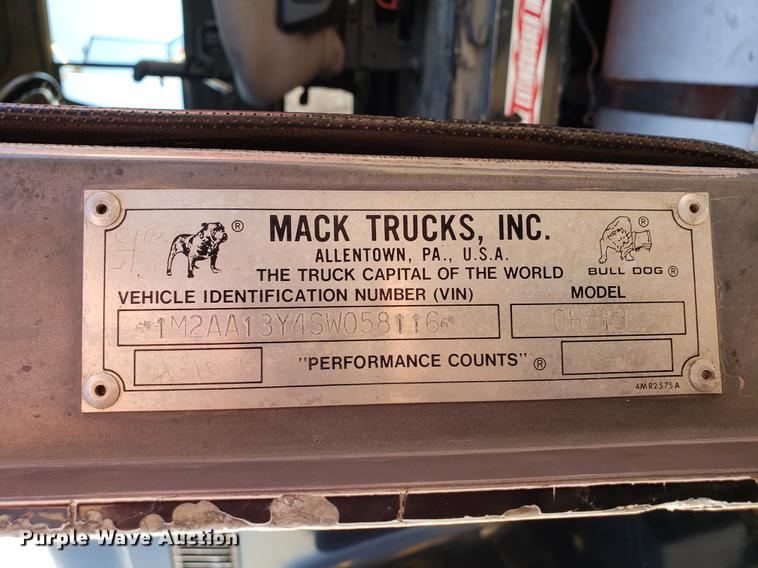 MACK TRUCKS, INC.
ALLENTOWN, PA., U.S.A.
THE TRUCK CAPITAL OF THE WORLD
BULL DOG ®
VEHICLE IDENTIFICATION NUMBER (VIN) MODEL
1M2AA13Y4SW058116 CH613
"PERFORMANCE COUNTS" ®
4MR2575A
Purple Wave Auction